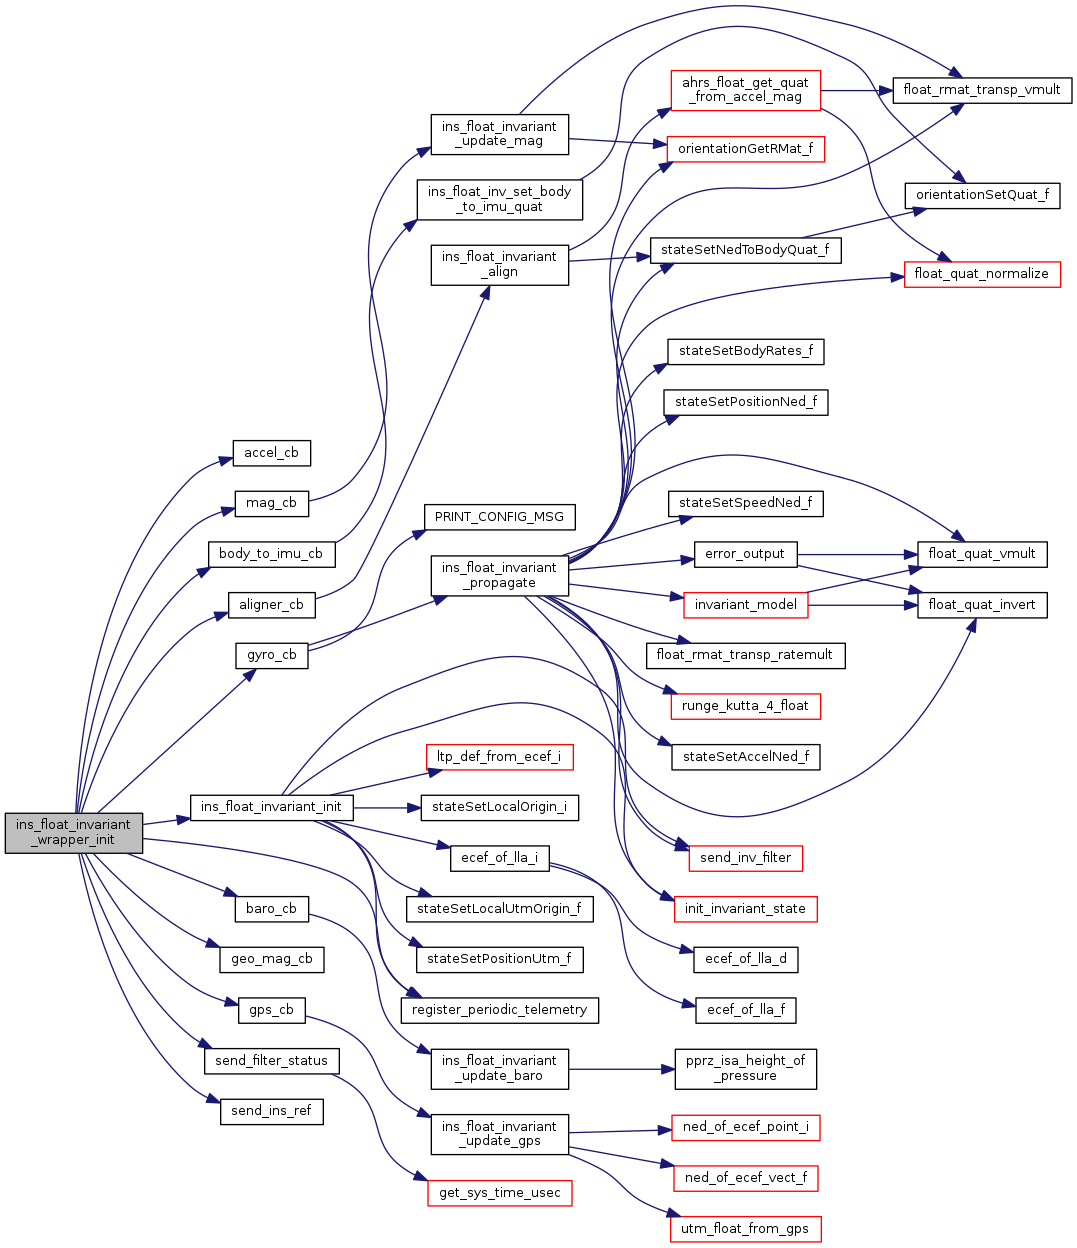 ins_float_invariant
_wrapper_init
accel_cb
mag_cb
body_to_imu_cb
aligner_cb
gyro_cb
ins_float_invariant_init
baro_cb
geo_mag_cb
gps_cb
send_filter_status
send_ins_ref
ins_float_invariant
_update_mag
ins_float_inv_set_body
_to_imu_quat
ins_float_invariant
_align
PRINT_CONFIG_MSG
ins_float_invariant
_propagate
ltp_def_from_ecef_i
stateSetLocalOrigin_i
ecef_of_lla_i
stateSetLocalUtmOrigin_f
stateSetPositionUtm_f
register_periodic_telemetry
ins_float_invariant
_update_baro
ins_float_invariant
_update_gps
get_sys_time_usec
ahrs_float_get_quat
_from_accel_mag
orientationGetRMat_f
stateSetNedToBodyQuat_f
stateSetBodyRates_f
stateSetPositionNed_f
stateSetSpeedNed_f
error_output
invariant_model
float_rmat_transp_ratemult
runge_kutta_4_float
stateSetAccelNed_f
send_inv_filter
init_invariant_state
ecef_of_lla_d
ecef_of_lla_f
pprz_isa_height_of
_pressure
ned_of_ecef_point_i
ned_of_ecef_vect_f
utm_float_from_gps
float_rmat_transp_vmult
orientationSetQuat_f
float_quat_normalize
float_quat_vmult
float_quat_invert